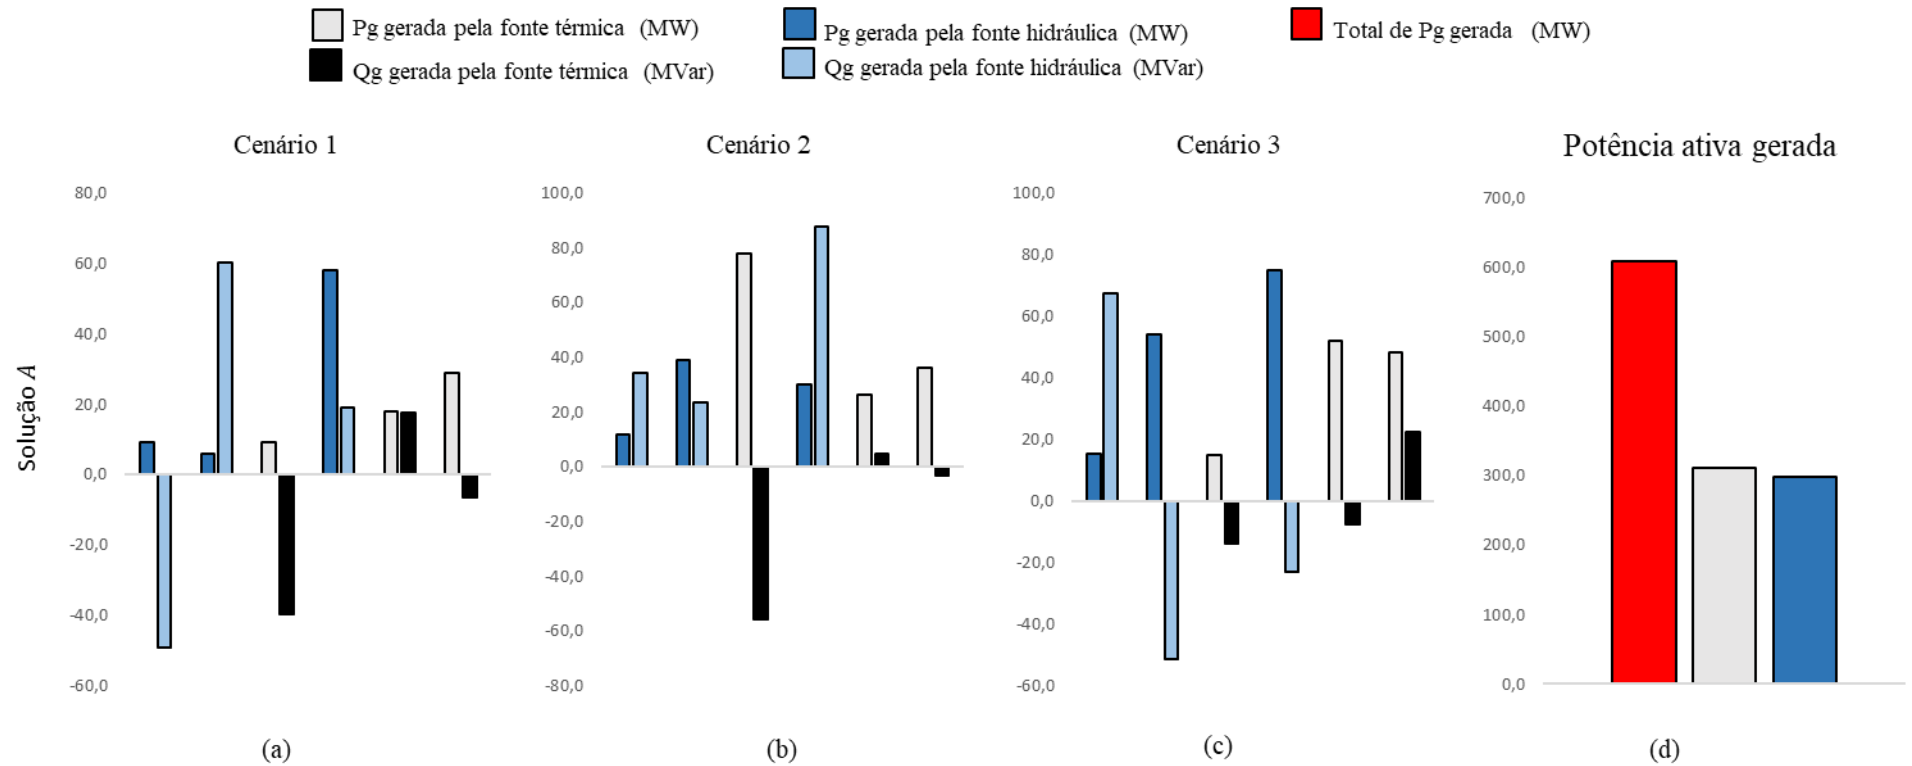 Pg gerada pela fonte térmica (MW)
Pg gerada pela fonte hidráulica (MW)
Total de Pg gerada (MW)
Qg gerada pela fonte térmica (MVar)
Qg gerada pela fonte hidráulica (MVar)
Cenário 1
Cenário 2
Cenário 3
Potência ativa gerada
Solução A
80,0
60,0
40,0
20,0
0,0
-20,0
-40,0
-60,0
100,0
80,0
60,0
40,0
20,0
0,0
-20,0
-40,0
-60,0
-80,0
100,0
80,0
60,0
40,0
20,0
0,0
-20,0
-40,0
-60,0
700,0
600,0
500,0
400,0
300,0
200,0
100,0
0,0
(a)
(b)
(c)
(d)